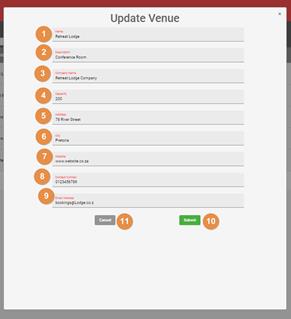 Update Venue
×
1
Name
Retreat Lodge
2
Description
Conference Room
3
Company Name
Retreat Lodge Company
4
Capacity
200
5
Address
78 River Street
6
City
Pretoria
7
Website
www.website.co.za
8
Contact Number
0123456789
9
Email Address
bookings@Lodge.co.z
Cancel 11 Submit 10